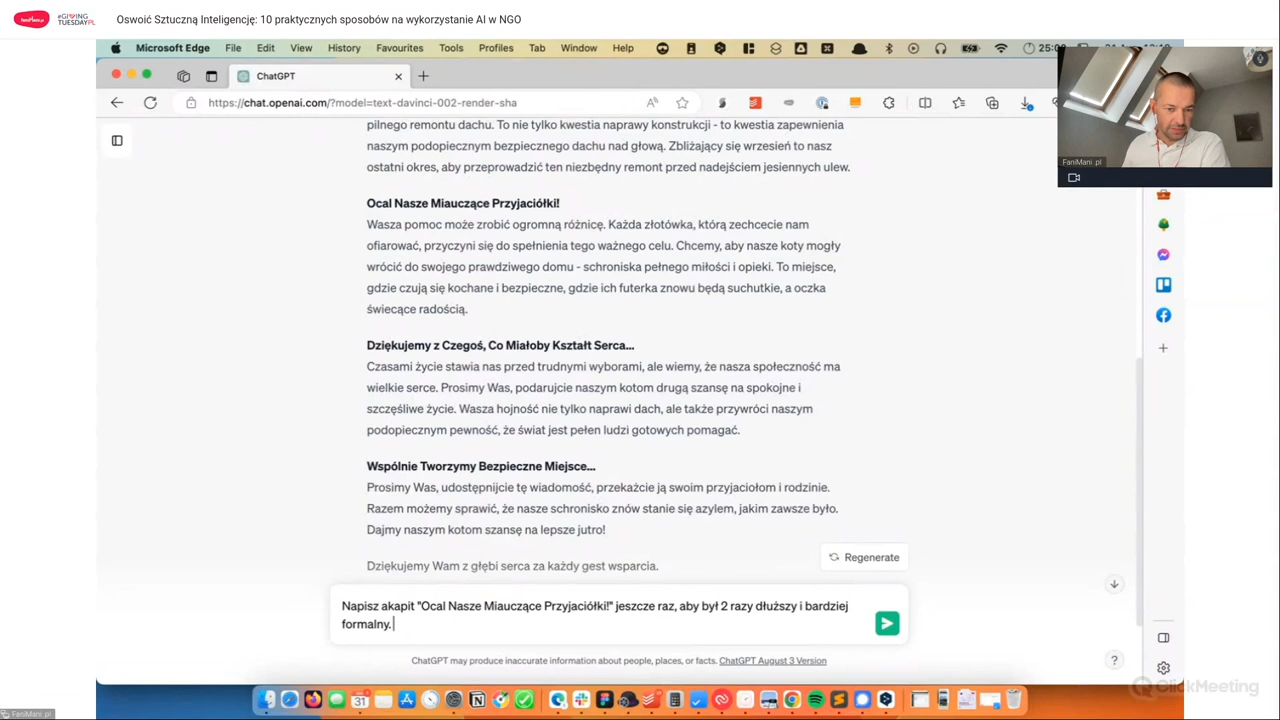 FaniMani.pl
#GIVING
TUESDAYPL
Oswoić Sztuczną Inteligencję: 10 praktycznych sposobów na wykorzystanie AI w NGO
Microsoft Edge File Edit View History Favourites Tools Profiles Tab Window Help
ChatGPT
https://chat.openai.com/?model=text-davinci-002-render-sha
FaniMani .pl
pilnego remontu dachu. To nie tylko kwestia naprawy konstrukcji - to kwestia zapewnienia
naszym podopiecznym bezpiecznego dachu nad głową. Zbliżający się wrzesień to nasz
ostatni okres, aby przeprowadzić ten niezbędny remont przed nadejściem jesiennych ulew.
Ocal Nasze Miauczące Przyjaciółki!
Wasza pomoc może zrobić ogromną różnicę. Każda złotówka, którą zechcecie nam
ofiarować, przyczyni się do spełnienia tego ważnego celu. Chcemy, aby nasze koty mogły
wrócić do swojego prawdziwego domu - schroniska pełnego miłości i opieki. To miejsce,
gdzie czują się kochane i bezpieczne, gdzie ich futerka znowu będą suchutkie, a oczka
świecące radością.
Dziękujemy z Czegoś, Co Miałoby Kształt Serca...
Czasami życie stawia nas przed trudnymi wyborami, ale wiemy, że nasza społeczność ma
wielkie serce. Prosimy Was, podarujcie naszym kotom drugą szansę na spokojne i
szczęśliwe życie. Wasza hojność nie tylko naprawi dach, ale także przywróci naszym
podopiecznym pewność, że świat jest pełen ludzi gotowych pomagać.
Wspólnie Tworzymy Bezpieczne Miejsce...
Prosimy Was, udostępnijcie tę wiadomość, przekażcie ją swoim przyjaciołom i rodzinie.
Razem możemy sprawić, że nasze schronisko znów stanie się azylem, jakim zawsze było.
Dajmy naszym kotom szansę na lepsze jutro!
Regenerate
Dziękujemy Wam z głębi serca za każdy gest wsparcia.
Napisz akapit "Ocal Nasze Miauczące Przyjaciółki!" jeszcze raz, aby był 2 razy dłuższy i bardziej
formalny.
ChatGPT may produce inaccurate information about people, places, or facts. ChatGPT August 3 Version
ClickMeeting
FaniMani .pl